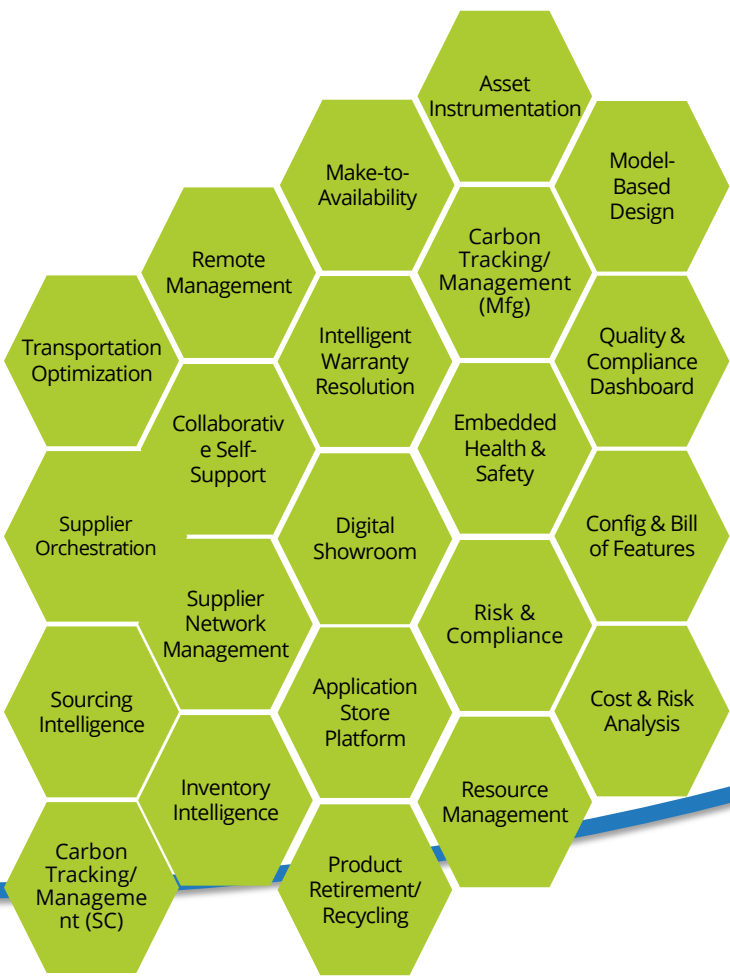 Asset
Instrumentation
Make-to-
Availability
Model-
Based
Design
Remote
Management
Carbon
Tracking/
Management
(Mfg)
Transportation
Optimization
Intelligent
Warranty
Resolution
Quality &
Compliance
Dashboard
Collaborativ
e Self-
Support
Embedded
Health &
Safety
Supplier
Orchestration
Digital
Showroom
Config & Bill
of Features
Supplier
Network
Management
Risk &
Compliance
Sourcing
Intelligence
Application
Store
Platform
Cost & Risk
Analysis
Inventory
Intelligence
Resource
Management
Carbon
Tracking/
Manageme
nt (SC)
Product
Retirement/
Recycling